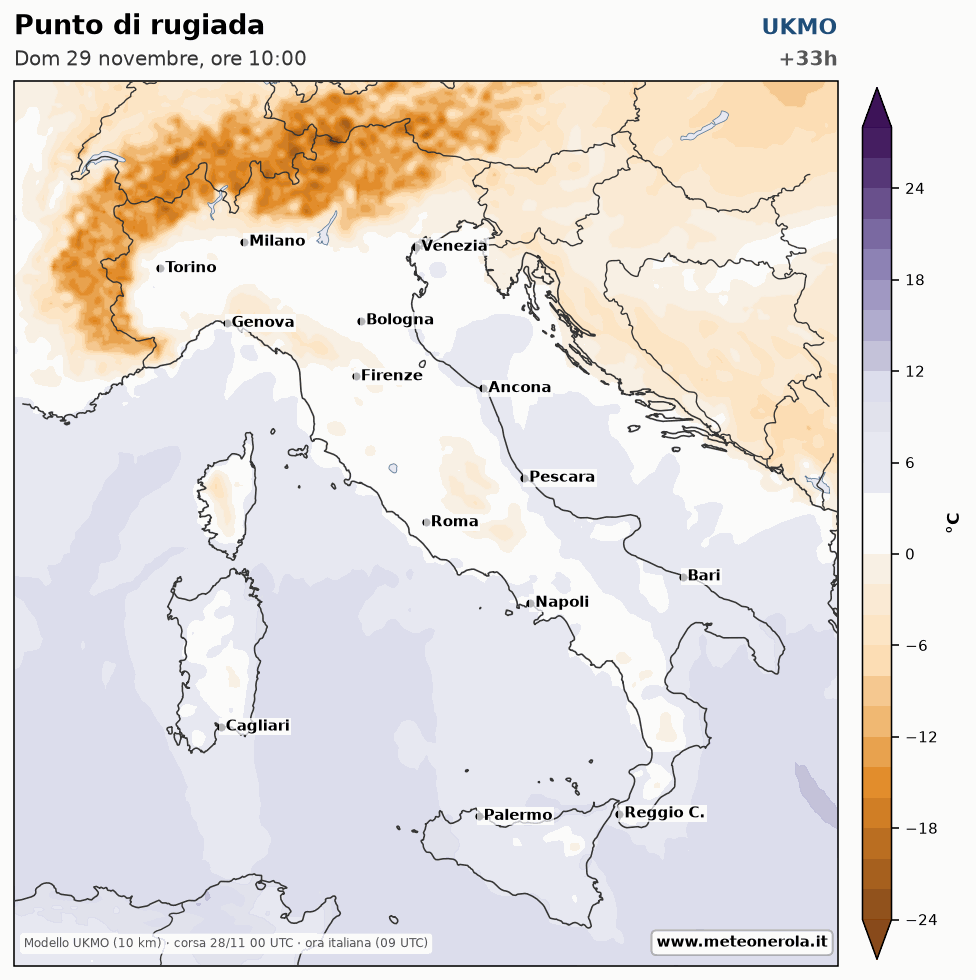 Punto di rugiada
UKMO
Dom 29 novembre, ore 10:00
+33h
Milano
Venezia
Torino
Genova
Bologna
Firenze
Ancona
Pescara
Roma
Bari
Napoli
Cagliari
Palermo
Reggio C.
24
18
12
6
0
−6
−12
−18
−24
°C
Modello UKMO (10 km) · corsa 28/11 00 UTC · ora italiana (09 UTC)
www.meteonerola.it